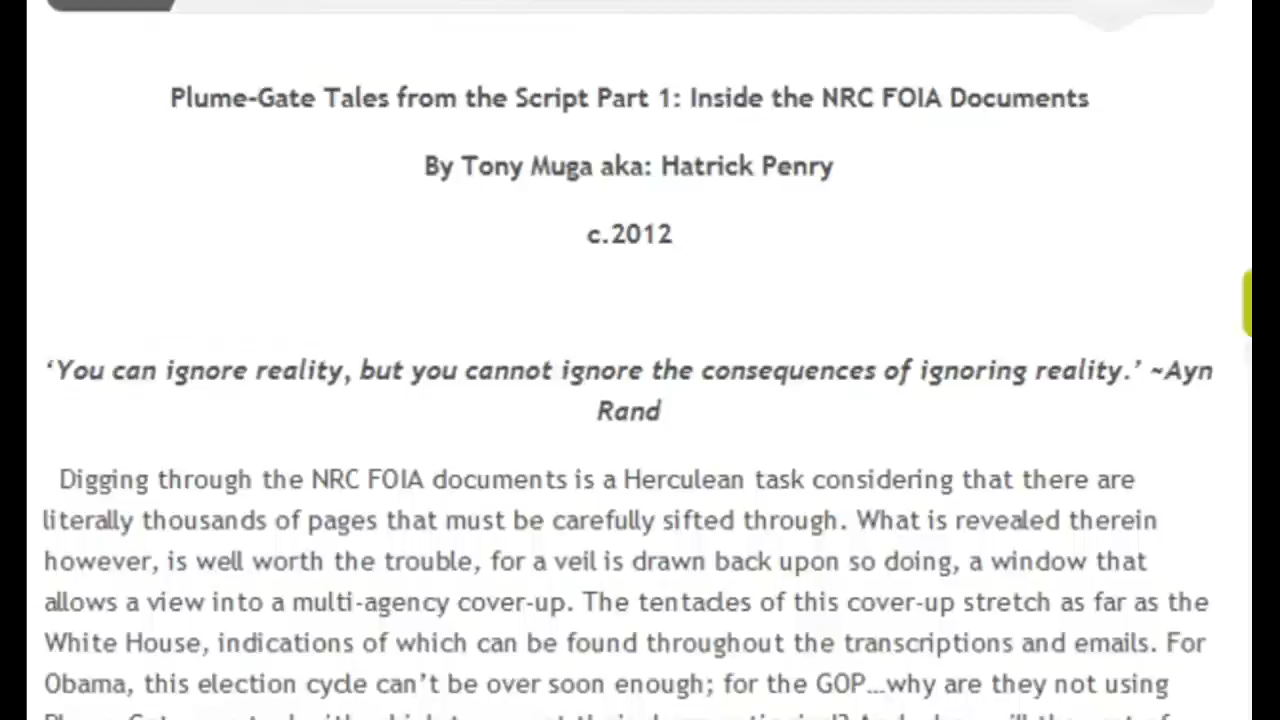 Plume-Gate Tales from the Script Part 1: Inside the NRC FOIA Documents
By Tony Muga aka: Hatrick Penry
c.2012
‘You can ignore reality, but you cannot ignore the consequences of ignoring reality.’ ~Ayn
Rand
Digging through the NRC FOIA documents is a Herculean task considering that there are
literally thousands of pages that must be carefully sifted through. What is revealed therein
however, is well worth the trouble, for a veil is drawn back upon so doing, a window that
allows a view into a multi-agency cover-up. The tentacles of this cover-up stretch as far as the
White House, indications of which can be found throughout the transcriptions and emails. For
Obama, this election cycle can’t be over soon enough; for the GOP…why are they not using